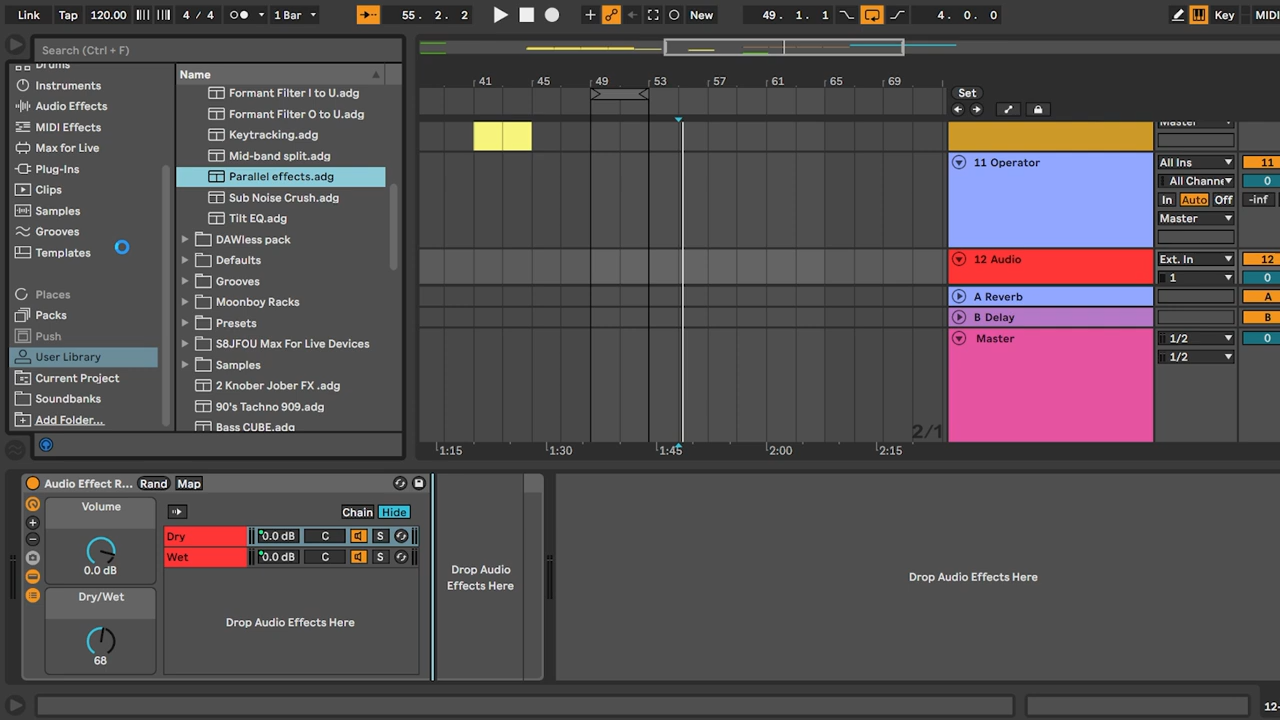 Link Tap 120.00 4 / 4 1 Bar 55. 2. 2 New 49. 1. 1 4. 0. 0 Key MIDI
Search (Ctrl + F)
Drums
Instruments
Audio Effects
MIDI Effects
Max for Live
Plug-Ins
Clips
Samples
Grooves
Templates
Places
Packs
Push
User Library
Current Project
Soundbanks
Add Folder...
Name
Formant Filter I to U.adg
Formant Filter O to U.adg
Keytracking.adg
Mid-band split.adg
Parallel effects.adg
Sub Noise Crush.adg
Tilt EQ.adg
DAWless pack
Defaults
Grooves
Moonboy Racks
Presets
S8JFOU Max For Live Devices
Samples
2 Knober Jober FX .adg
90's Tachno 909.adg
Bass CUBE.adg
41 45 49 53 57 61 65 69
Set
Master
11 Operator All Ins 11
All Channe 0
In Auto Off -inf
Master
12 Audio Ext. In 12
1 0
A Reverb A
B Delay B
Master 1/2 0
1/2
2/1
1:15 1:30 1:45 2:00 2:15
Audio Effect R... Rand Map
Volume
0.0 dB
Dry/Wet
68
Chain Hide
Dry 0.0 dB C S
Wet 0.0 dB C S
Drop Audio Effects Here
Drop Audio
Effects Here
Drop Audio Effects Here
12-